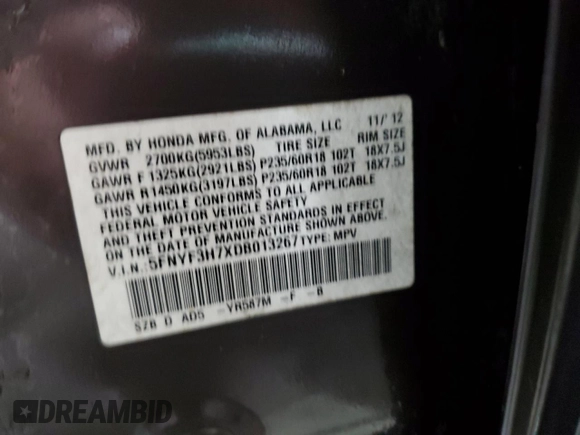 MFD. BY HONDA MFG. OF ALABAMA, LLC 11/'12
GVWR 2700KG(5953LBS) TIRE SIZE RIM SIZE
GAWR F 1325KG(2921LBS) P235/60R18 102T 18X7.5J
GAWR R1450KG(3197LBS) P235/60R18 102T 18X7.5J
THIS VEHICLE CONFORMS TO ALL APPLICABLE
FEDERAL MOTOR VEHICLE SAFETY
AND THEFT PREVENTION STANDARDS IN EFFECT
ON THE DATE OF MANUFACTURE SHOWN ABOVE.
V.I.N.: 5FNYF3H7XDB013267 TYPE: MPV
SZB D AD5 -YR587M -F -B
DREAMBID